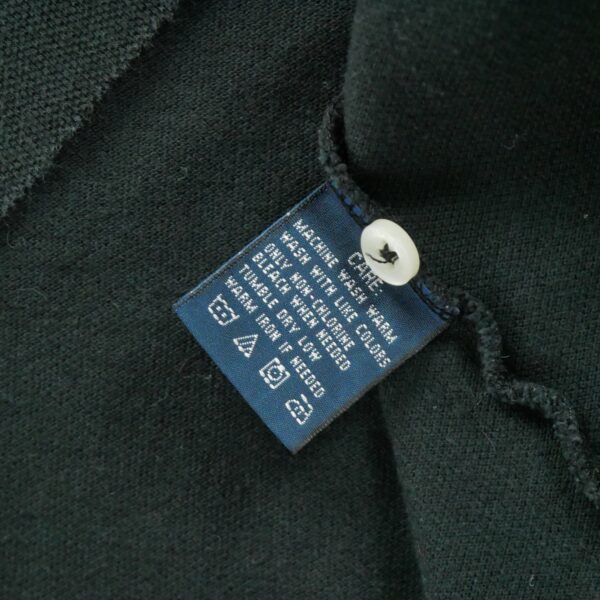 CARE:
MACHINE WASH WARM
WASH WITH LIKE COLORS
ONLY NON-CHLORINE
BLEACH WHEN NEEDED
TUMBLE DRY LOW
WARM IRON IF NEEDED